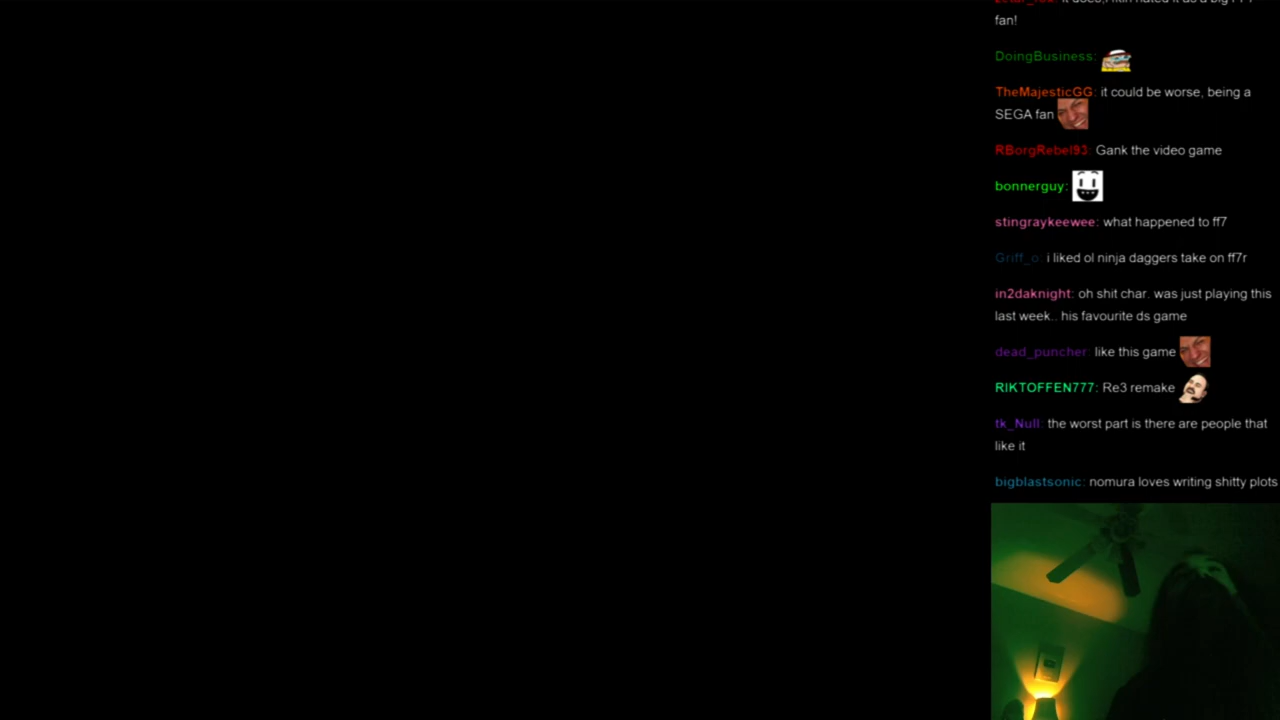 fan!
DoingBusiness:
TheMajesticGG: it could be worse, being a
SEGA fan
RBorgRebel93: Gank the video game
bonnerguy:
stingraykeewee: what happened to ff7
Griff_o: i liked ol ninja daggers take on ff7r
in2daknight: oh shit char. was just playing this
last week.. his favourite ds game
dead_puncher: like this game
RIKTOFFEN777: Re3 remake
tk_Null: the worst part is there are people that
like it
bigblastsonic: nomura loves writing shitty plots